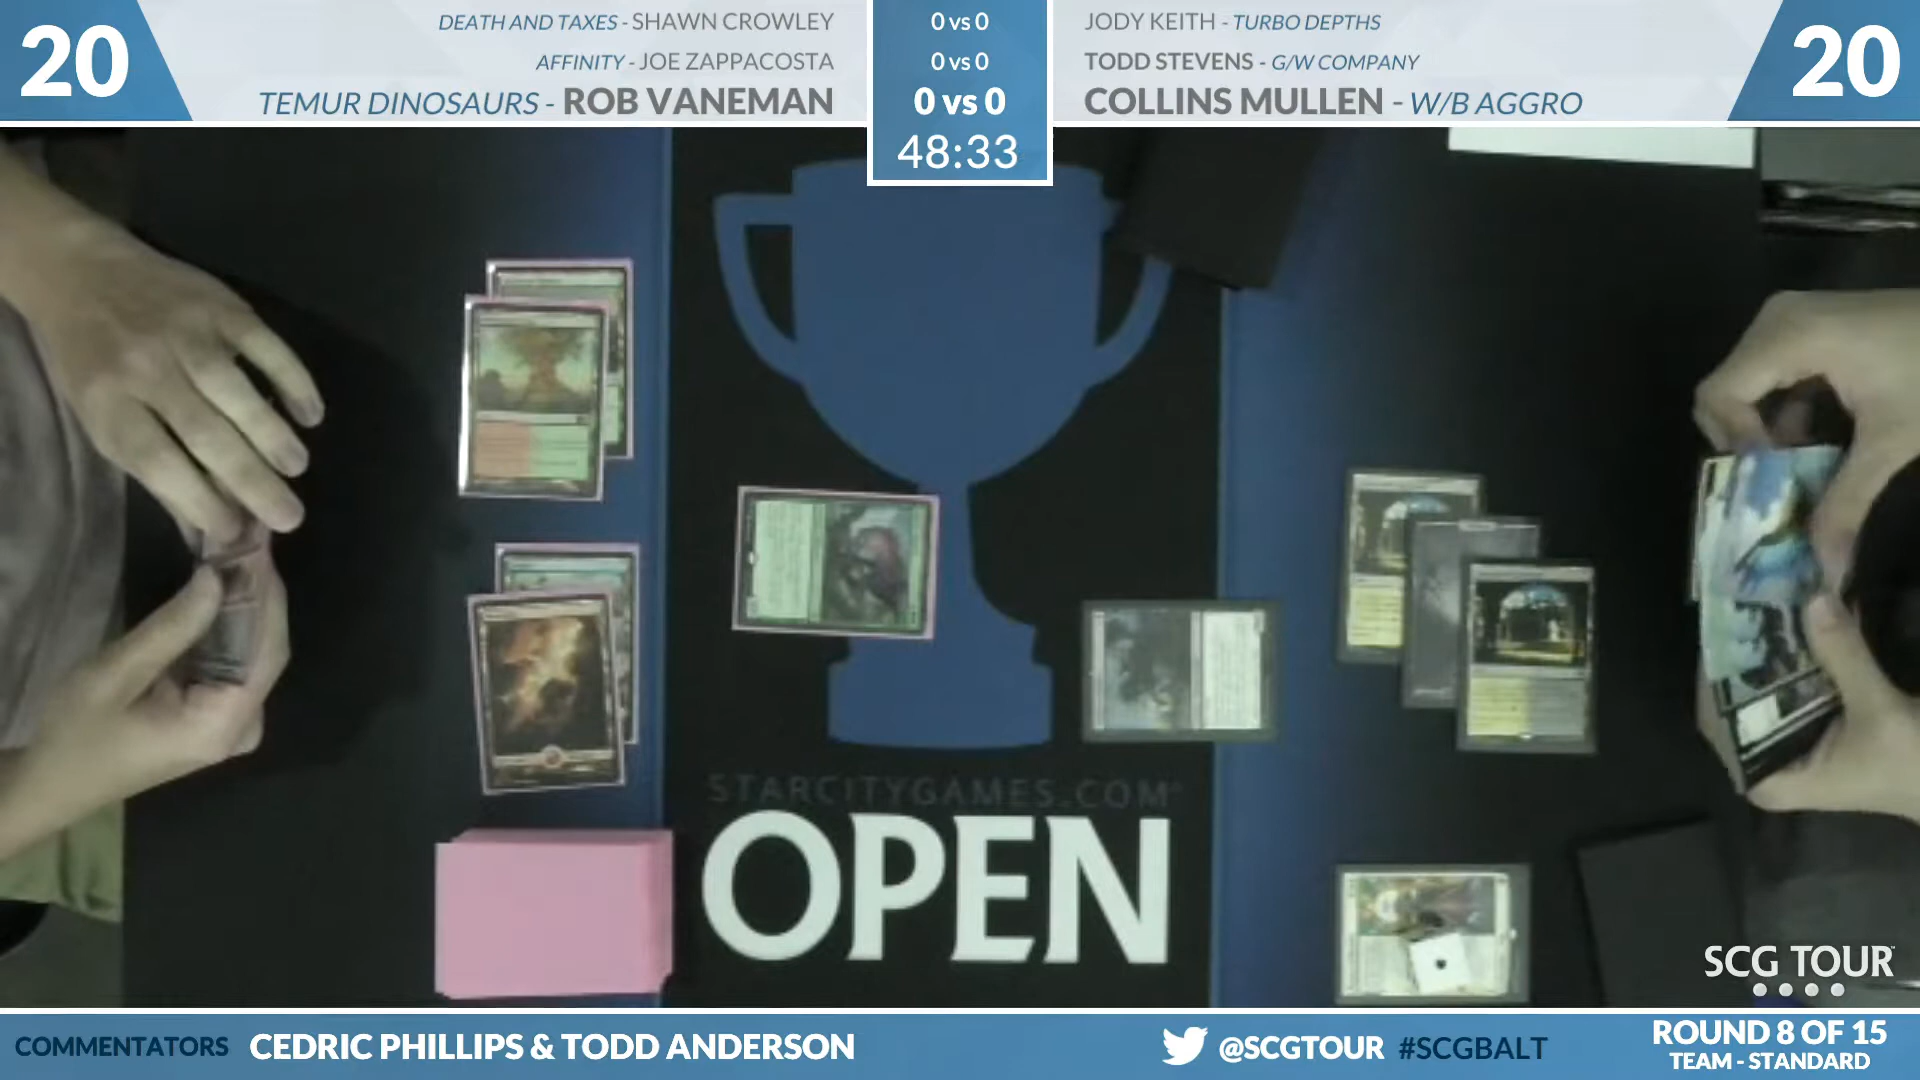 20
DEATH AND TAXES - SHAWN CROWLEY
0 vs 0
JODY KEITH - TURBO DEPTHS
AFFINITY - JOE ZAPPACOSTA
0 vs 0
TODD STEVENS - G/W COMPANY
TEMUR DINOSAURS - ROB VANEMAN
0 vs 0
COLLINS MULLEN - W/B AGGRO
20
48:33
STARCITYGAMES.COM
OPEN
SCG TOUR
COMMENTATORS CEDRIC PHILLIPS & TODD ANDERSON
@SCGTOUR #SCGBALT
ROUND 8 OF 15
TEAM - STANDARD